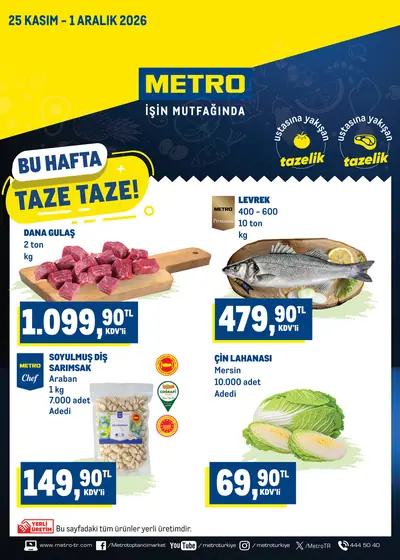 25 KASIM - 1 ARALIK 2026
METRO
İŞİN MUTFAĞINDA
ustasına yakışan
tazelik
ustasına yakışan
tazelik
BU HAFTA
TAZE TAZE!
DANA GULAŞ
2 ton
kg
1.099,90TL
KDV'li
METRO
Premium
LEVREK
400 - 600
10 ton
kg
479,90TL
KDV'li
METRO
Chef
SOYULMUŞ DİŞ
SARIMSAK
Araban
1 kg
7.000 adet
Adedi
149,90TL
KDV'li
ÇİN LAHANASI
Mersin
10.000 adet
Adedi
69,90TL
KDV'li
YERLİ
ÜRETİM
Bu sayfadaki tüm ürünler yerli üretimdir.
www.metro-tr.com
/Metrotoptancimarket
YouTube
/metroturkiye
/metroturkiye
/MetroTR
444 50 40